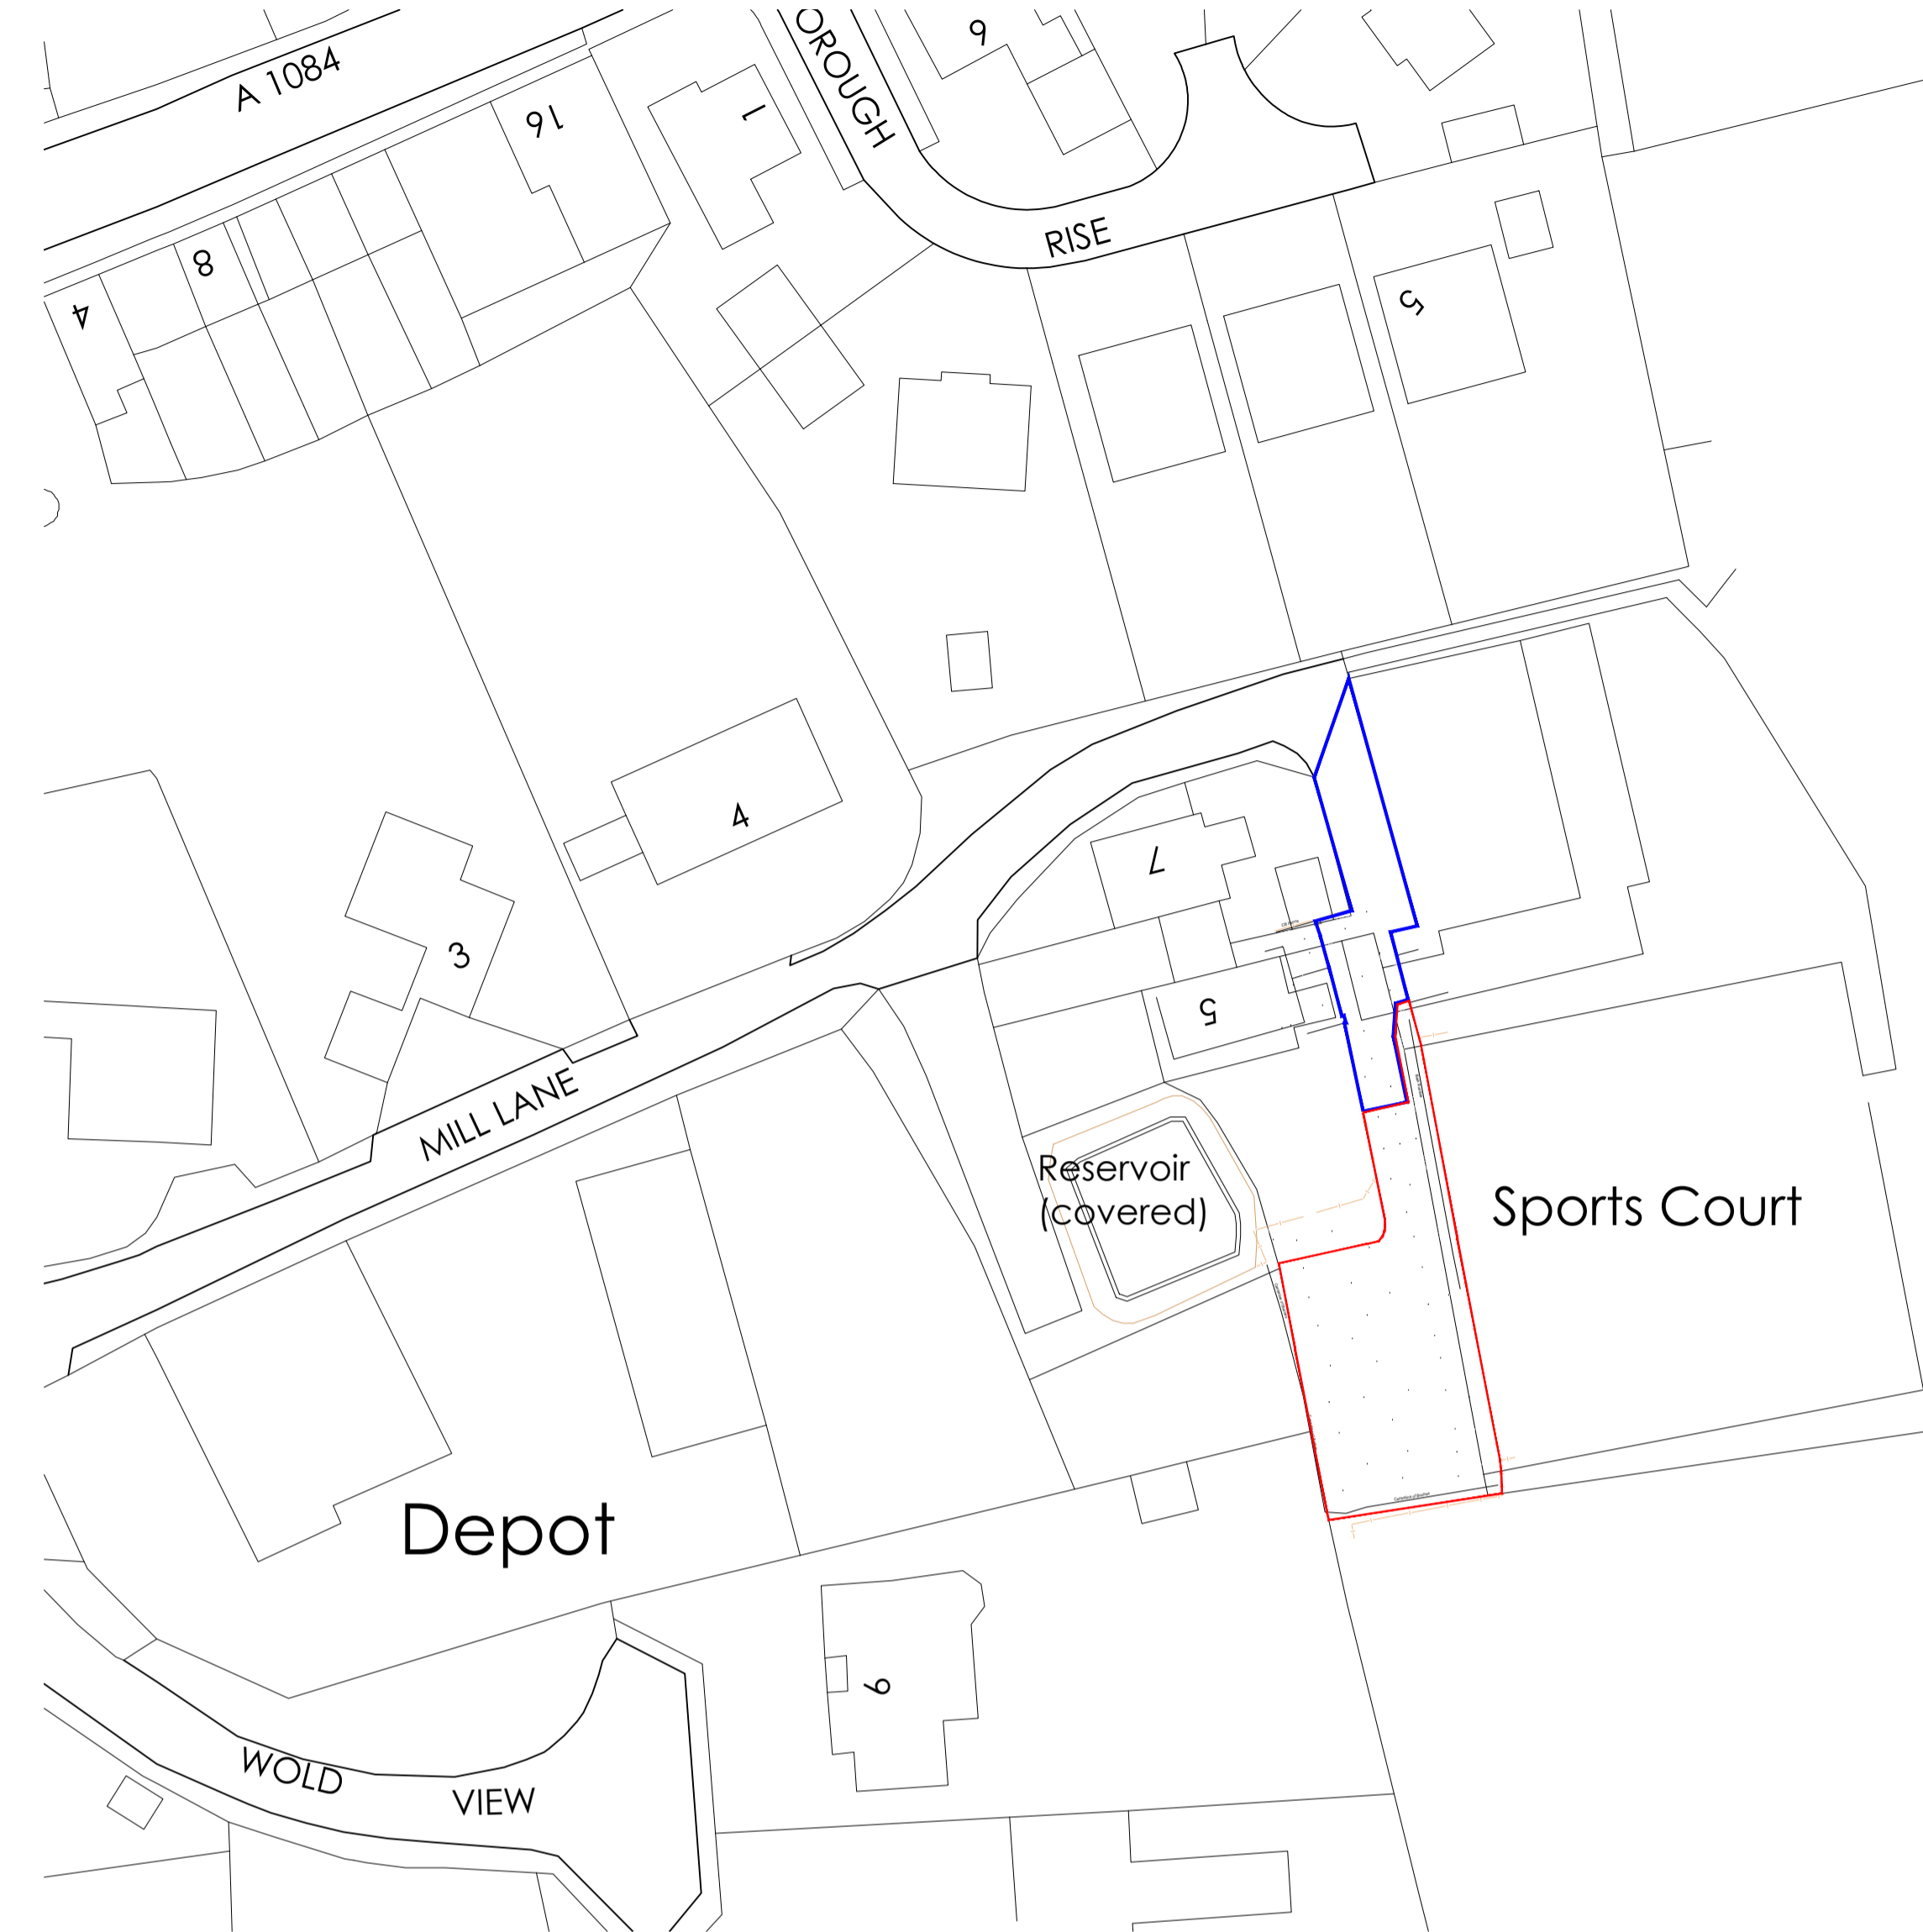 A 1084
OROUGH
6
16
1
8
4
RISE
5
4
7
3
5
MILL LANE
Reservoir
(covered)
Sports Court
Depot
9
WOLD
VIEW